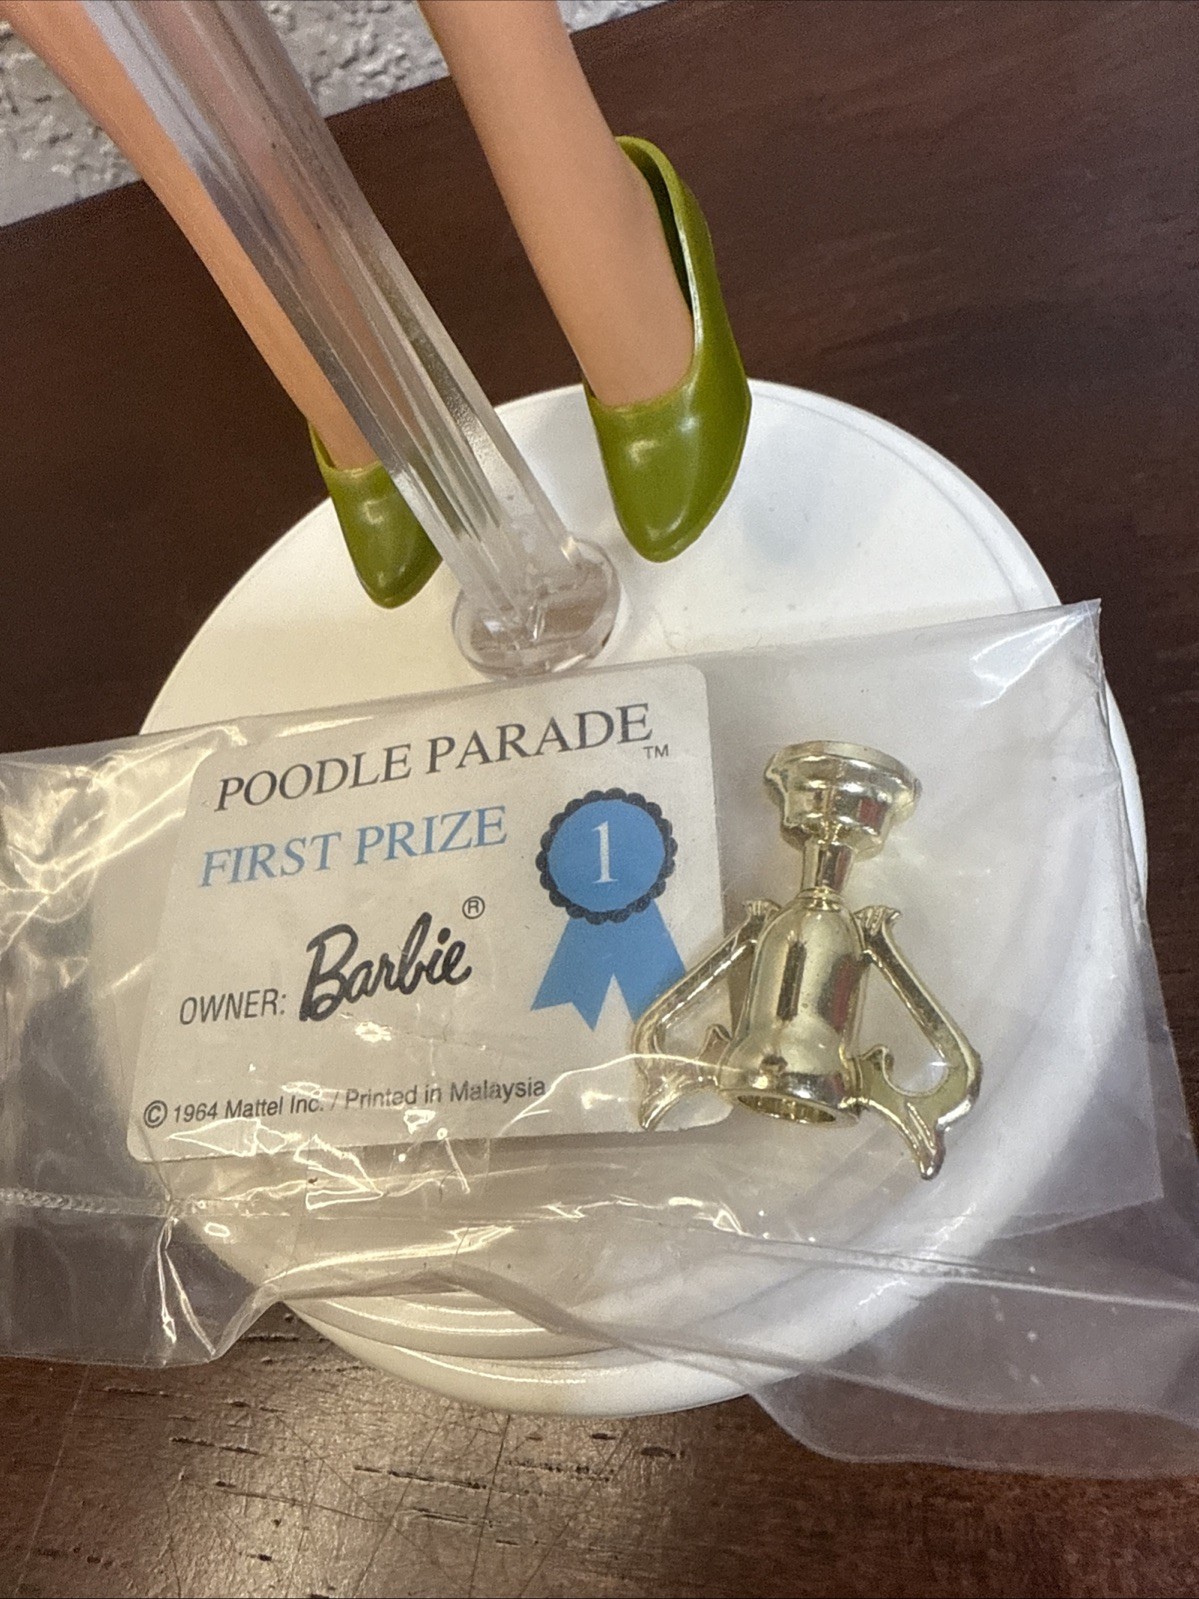 POODLE PARADE™
FIRST PRIZE
1
OWNER: Barbie®
© 1964 Mattel Inc. / Printed in Malaysia